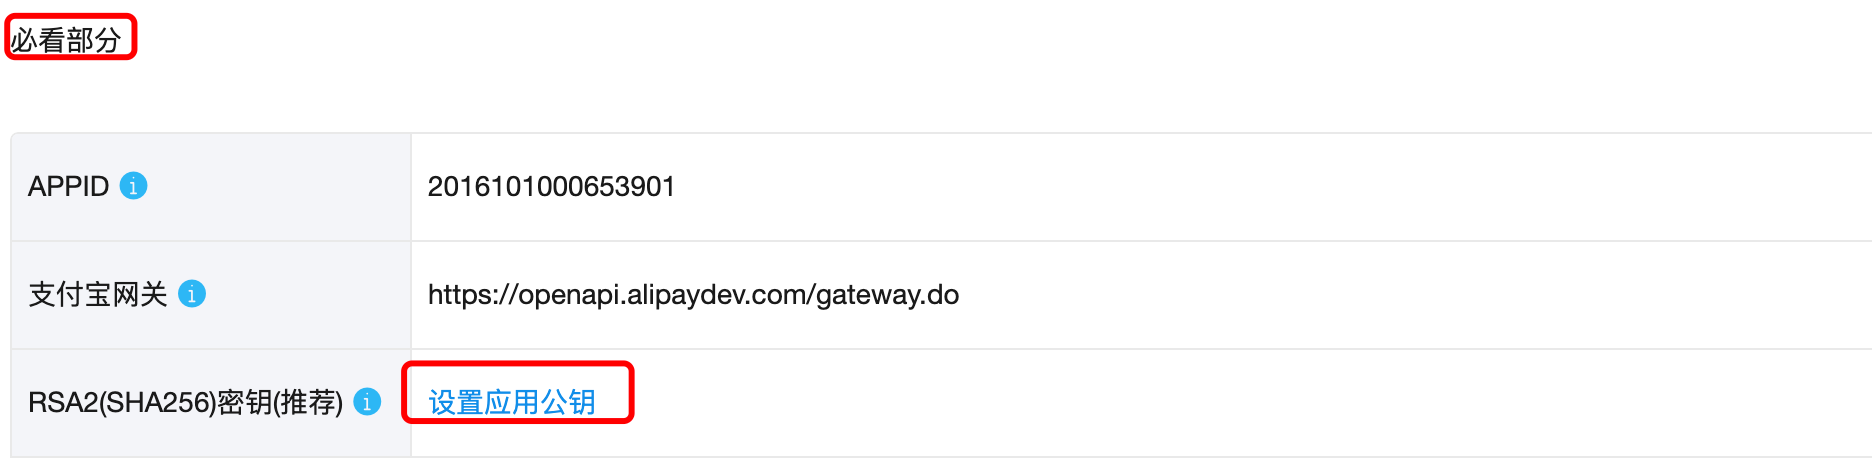 必看部分
APPID 2016101000653901
支付宝网关 https://openapi.alipaydev.com/gateway.do
RSA2(SHA256)密钥(推荐) 设置应用公钥